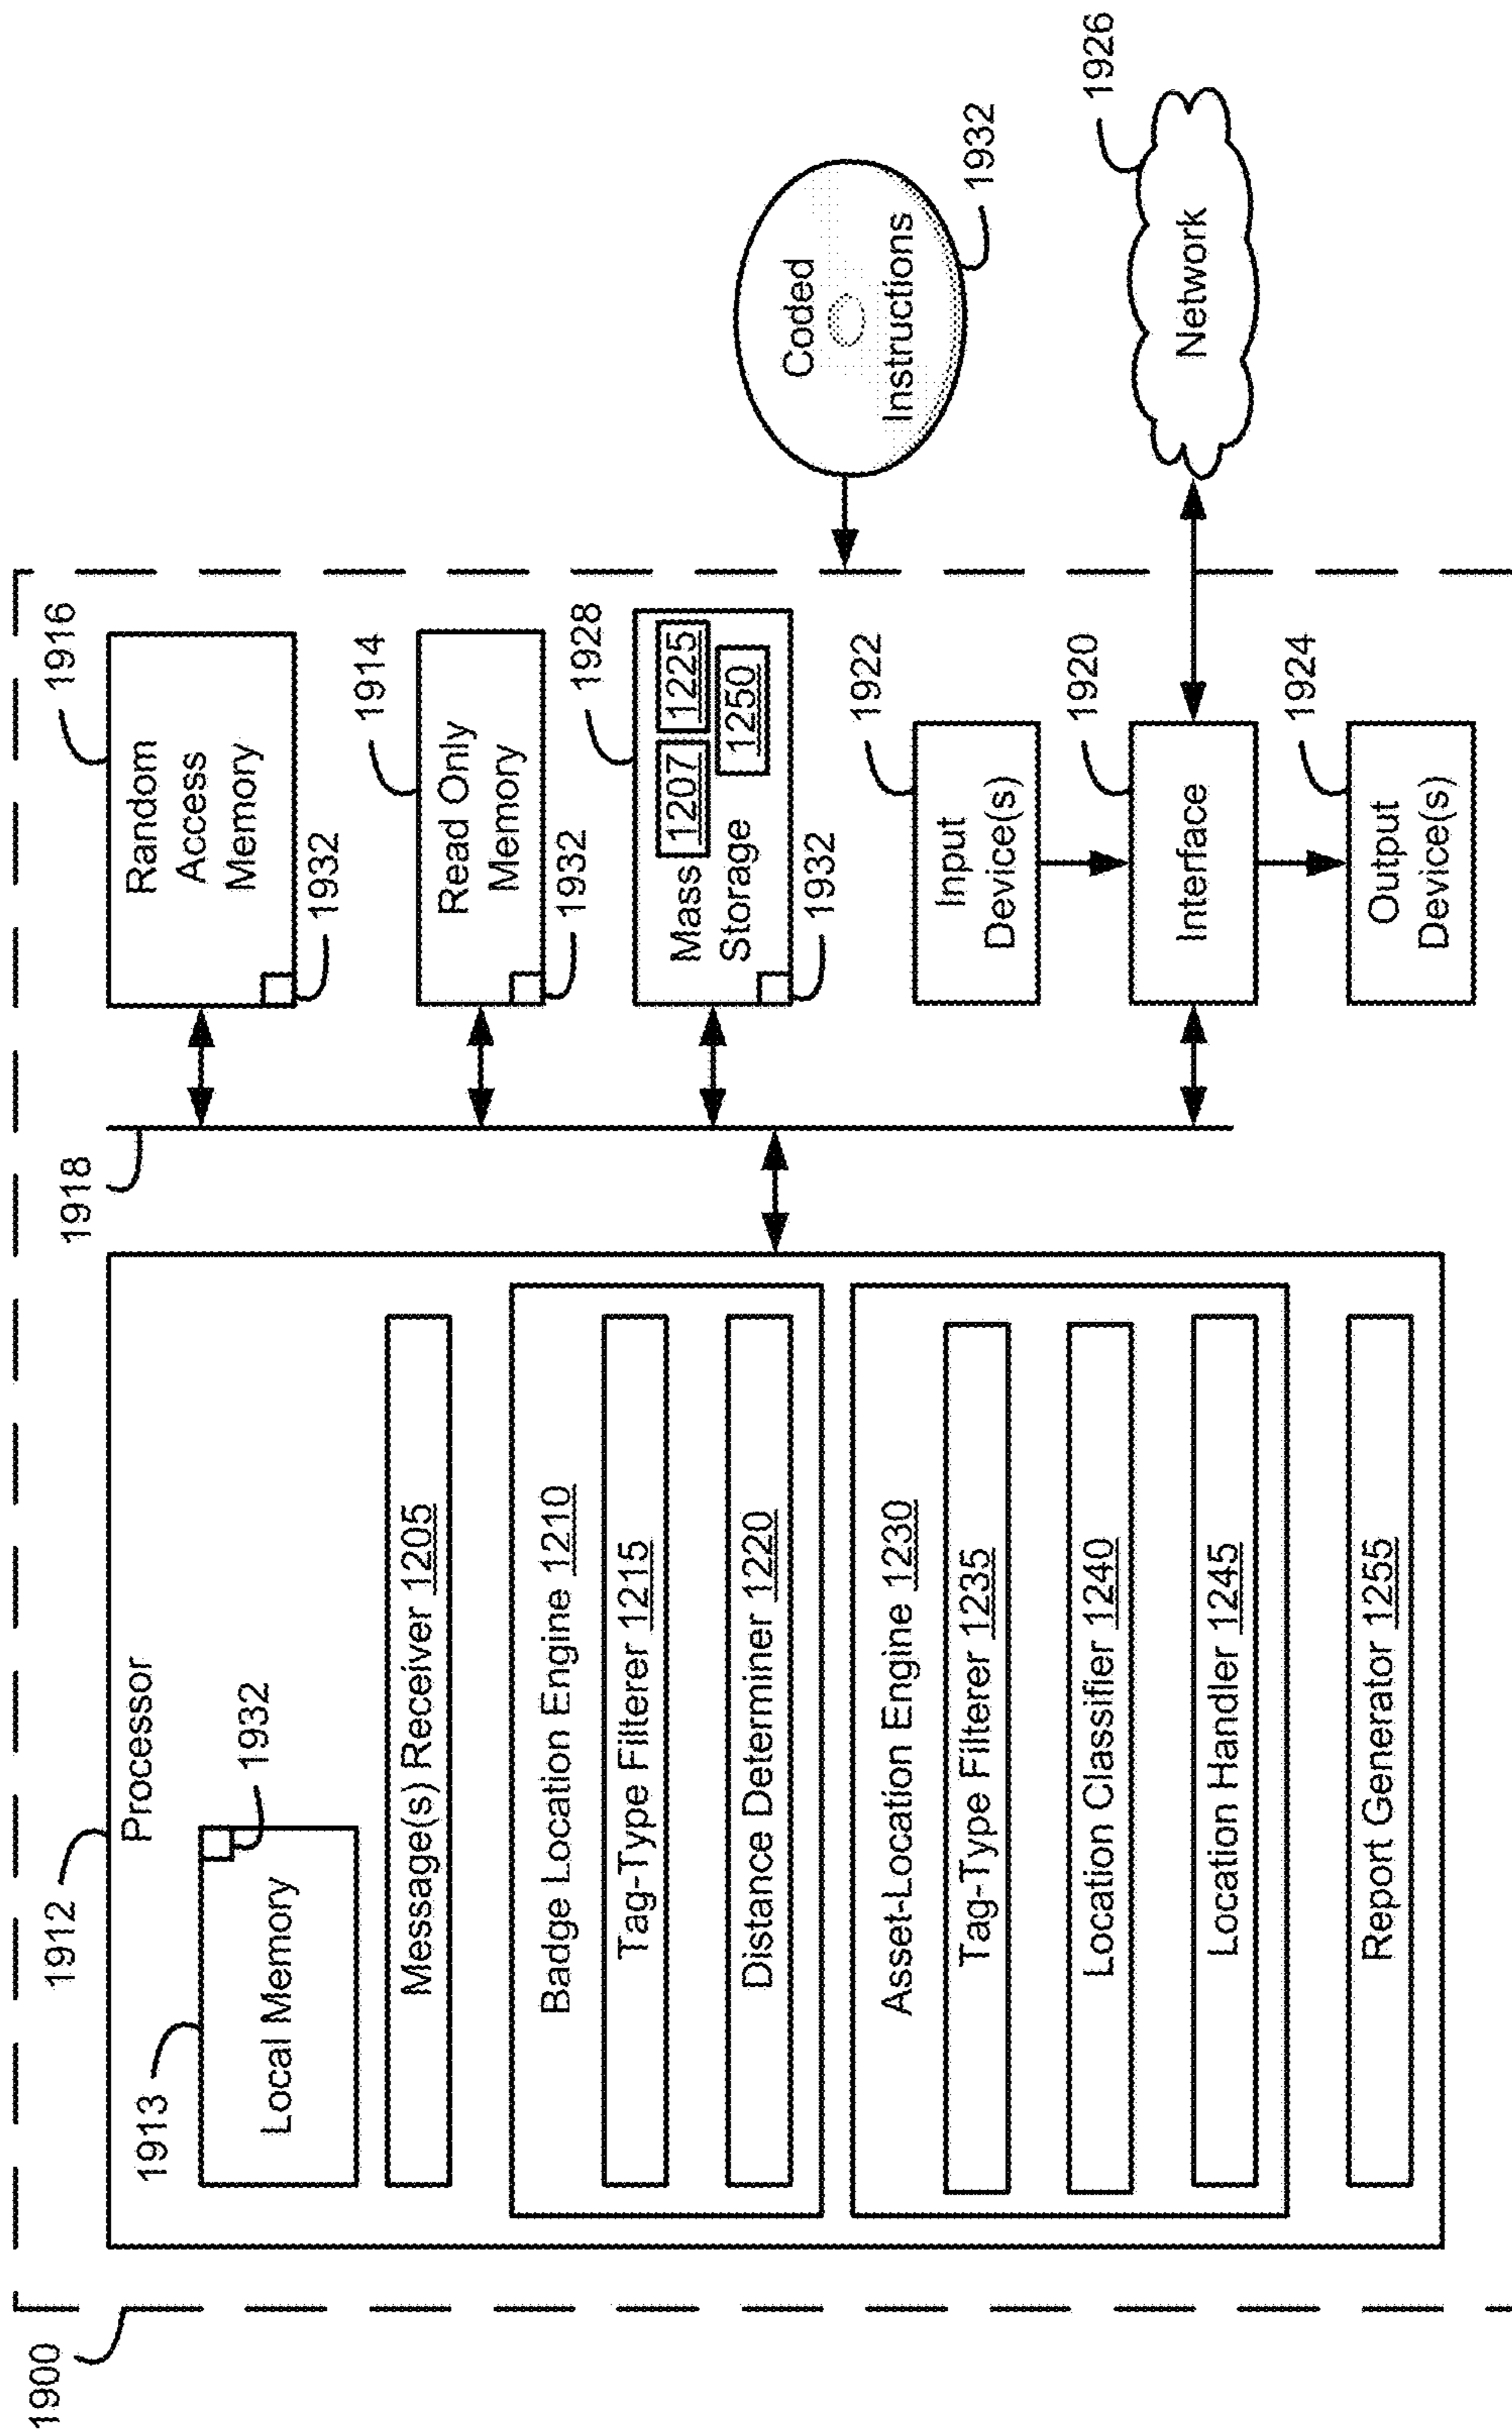 1900
1912
1913
Processor
Local Memory
1932
Message(s) Receiver 1205
Badge Location Engine 1210
Tag-Type Filterer 1215
Distance Determiner 1220
Asset-Location Engine 1230
Tag-Type Filterer 1235
Location Classifier 1240
Location Handler 1245
Report Generator 1255
1918
1916
Random
Access
Memory
1932
1914
Read Only
Memory
1932
1928
Mass
1207
1225
Storage
1250
1932
1922
Input
Device(s)
1920
Interface
1924
Output
Device(s)
Coded
Instructions
1932
1926
Network